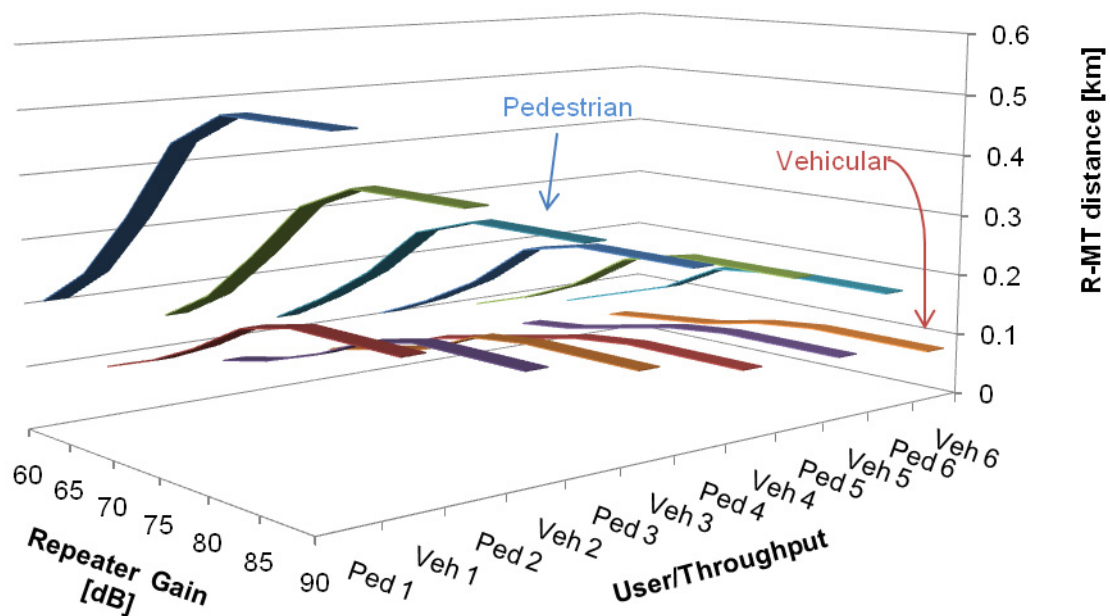 0.6
0.5
0.4
0.3
0.2
0.1
0
R-MT distance [km]
Pedestrian
Vehicular
60
65
70
75
80
85
90
Repeater Gain
[dB]
Ped 1
Veh 1
Ped 2
Veh 2
Ped 3
Veh 3
Ped 4
Veh 4
Ped 5
Veh 5
Ped 6
Veh 6
User/Throughput